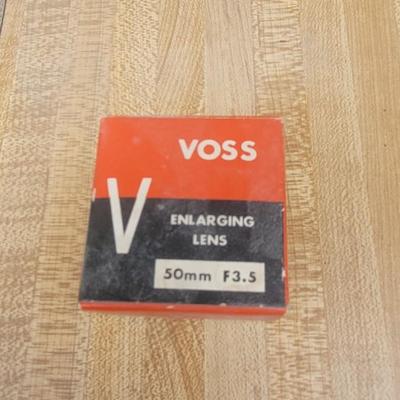 VOSS
V
ENLARGING
LENS
50mm F3.5